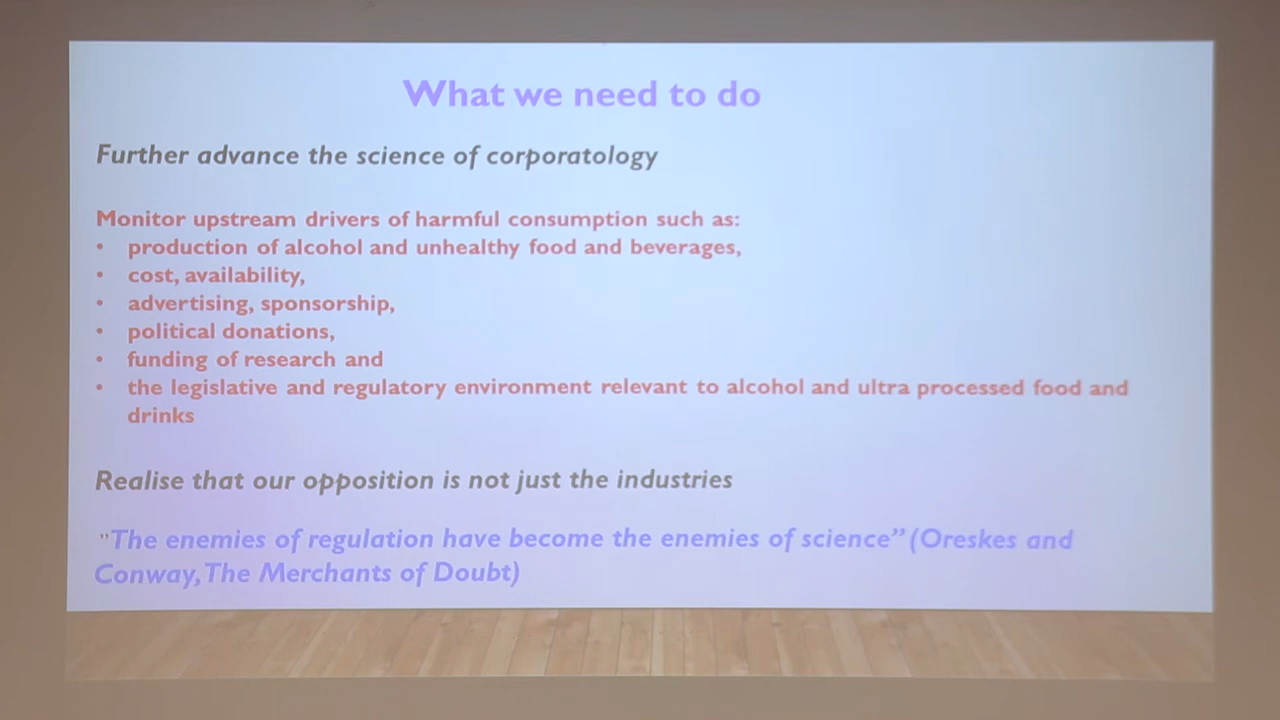 What we need to do
Further advance the science of corporatology
Monitor upstream drivers of harmful consumption such as:
• production of alcohol and unhealthy food and beverages,
• cost, availability,
• advertising, sponsorship,
• political donations,
• funding of research and
• the legislative and regulatory environment relevant to alcohol and ultra processed food and
drinks
Realise that our opposition is not just the industries
"The enemies of regulation have become the enemies of science” (Oreskes and
Conway, The Merchants of Doubt)